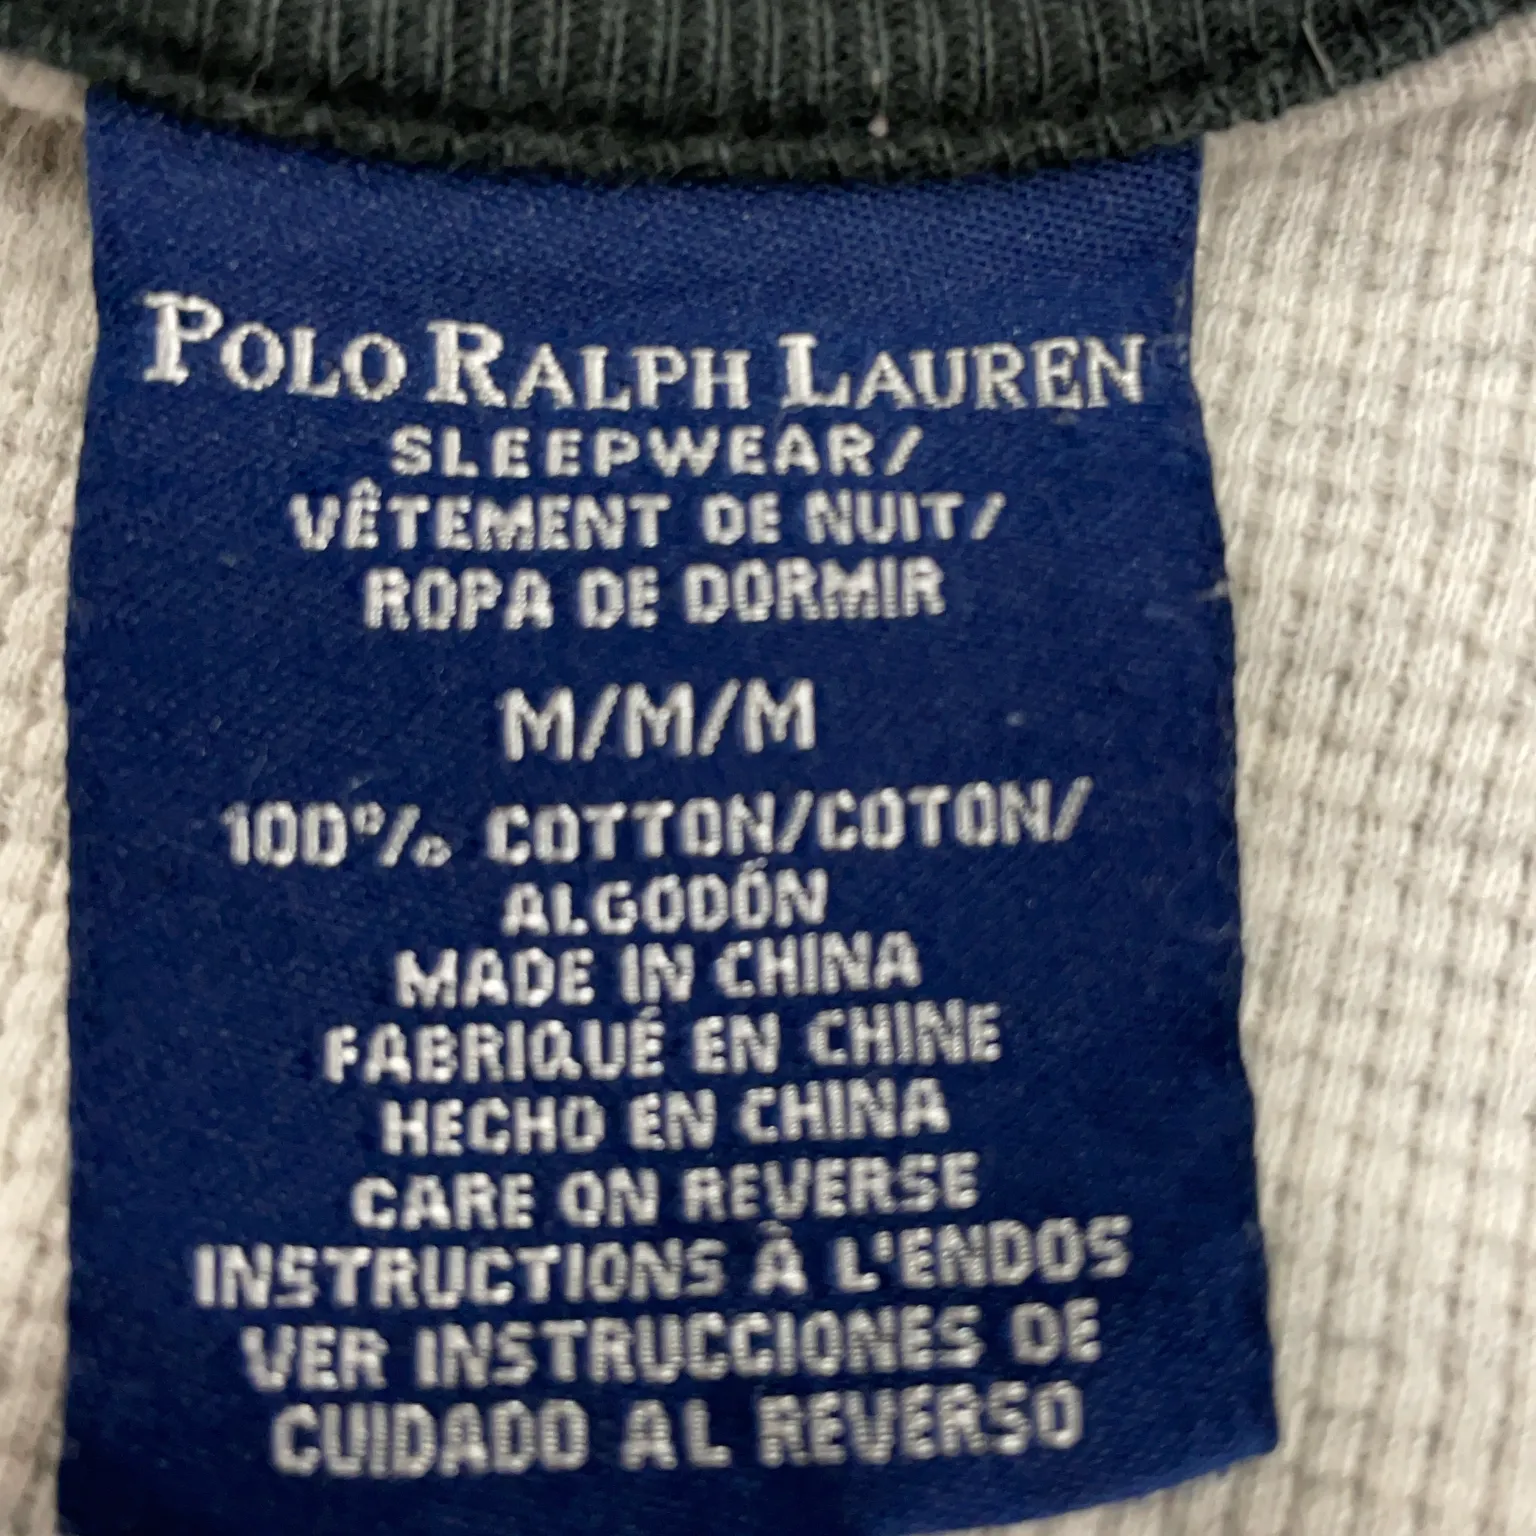 POLO RALPH LAUREN
SLEEPWEAR/
VÊTEMENT DE NUIT/
ROPA DE DORMIR
M/M/M
100% COTTON/COTON/
ALGODÓN
MADE IN CHINA
FABRIQUÉ EN CHINE
HECHO EN CHINA
CARE ON REVERSE
INSTRUCTIONS À L'ENDOS
VER INSTRUCCIONES DE
CUIDADO AL REVERSO